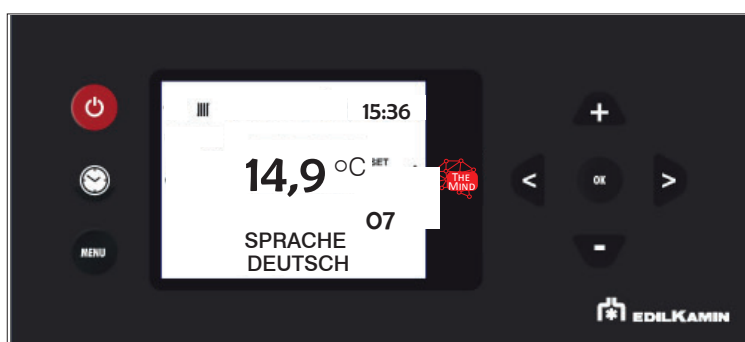 15:36
14,9 °C SET
07
SPRACHE
DEUTSCH
MENU
THE
MIND
+
< OK >
-
EDILKAMIN